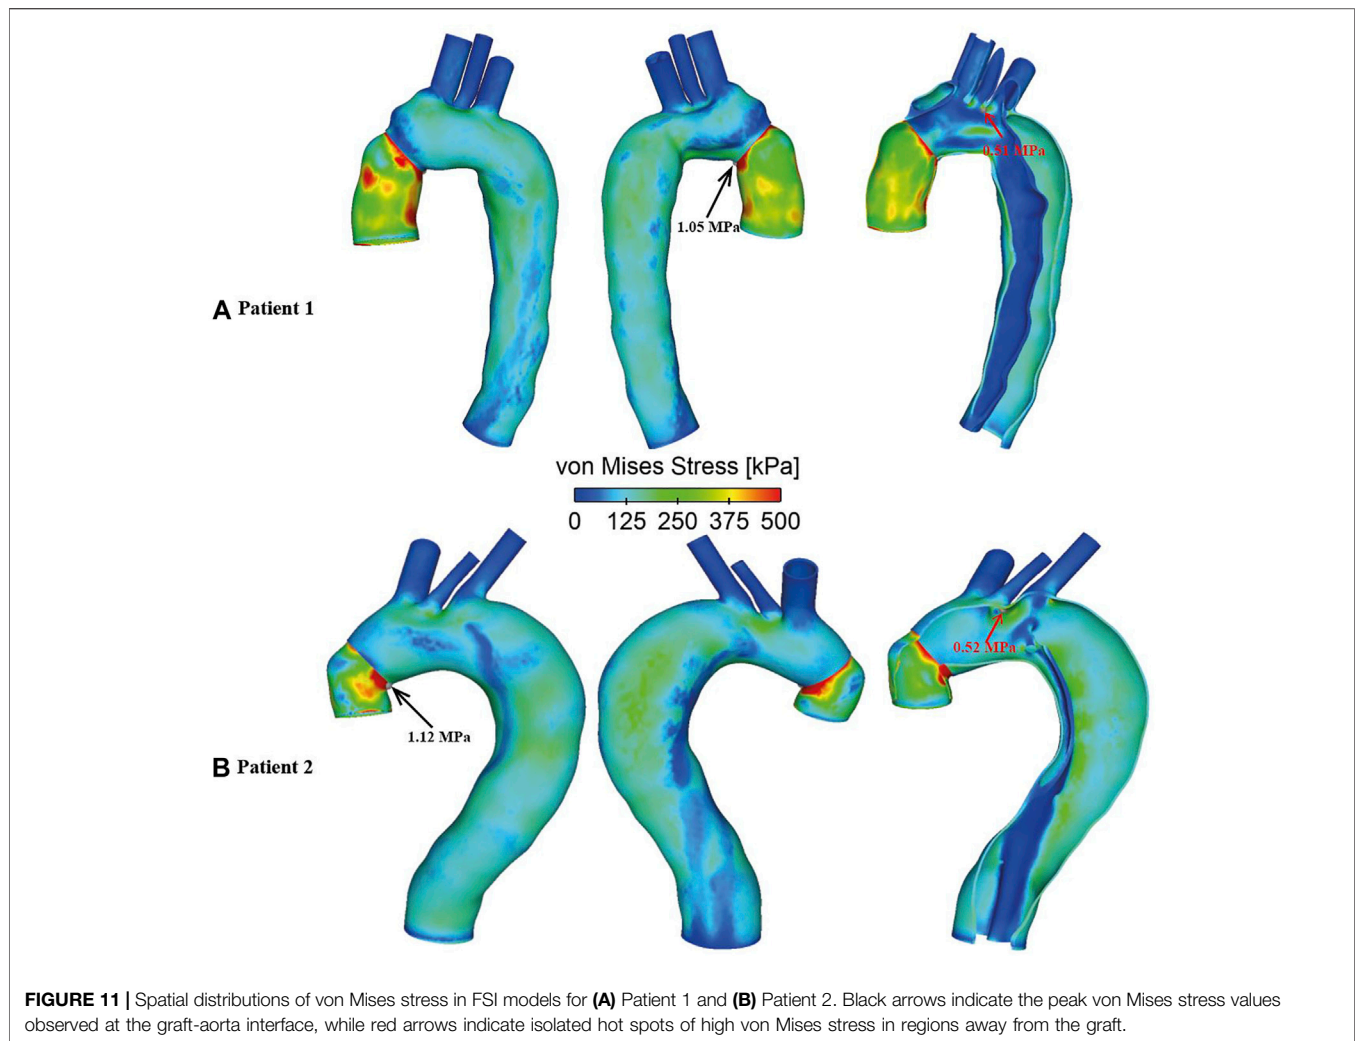 0.51 MPa
1.05 MPa
A Patient 1
von Mises Stress [kPa]
0 125 250 375 500
0.52 MPa
1.12 MPa
B Patient 2
FIGURE 11 | Spatial distributions of von Mises stress in FSI models for (A) Patient 1 and (B) Patient 2. Black arrows indicate the peak von Mises stress values
observed at the graft-aorta interface, while red arrows indicate isolated hot spots of high von Mises stress in regions away from the graft.